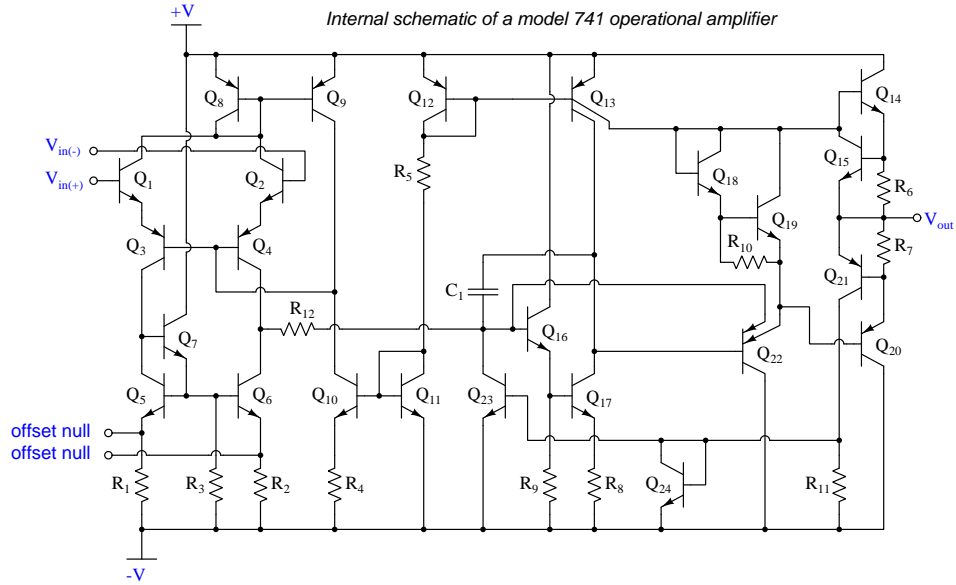 Internal schematic of a model 741 operational amplifier
+V
Q8
Q9
Q12
Q13
Q14
Vin(-)
Vin(+)
Q1
Q2
R5
Q18
Q15
R6
Q19
Vout
Q3
Q4
R10
R7
C1
Q21
R12
Q7
Q16
Q22
Q20
Q5
Q6
Q10
Q11
Q23
Q17
offset null
offset null
R1
R3
R2
R4
R9
R8
Q24
R11
-V